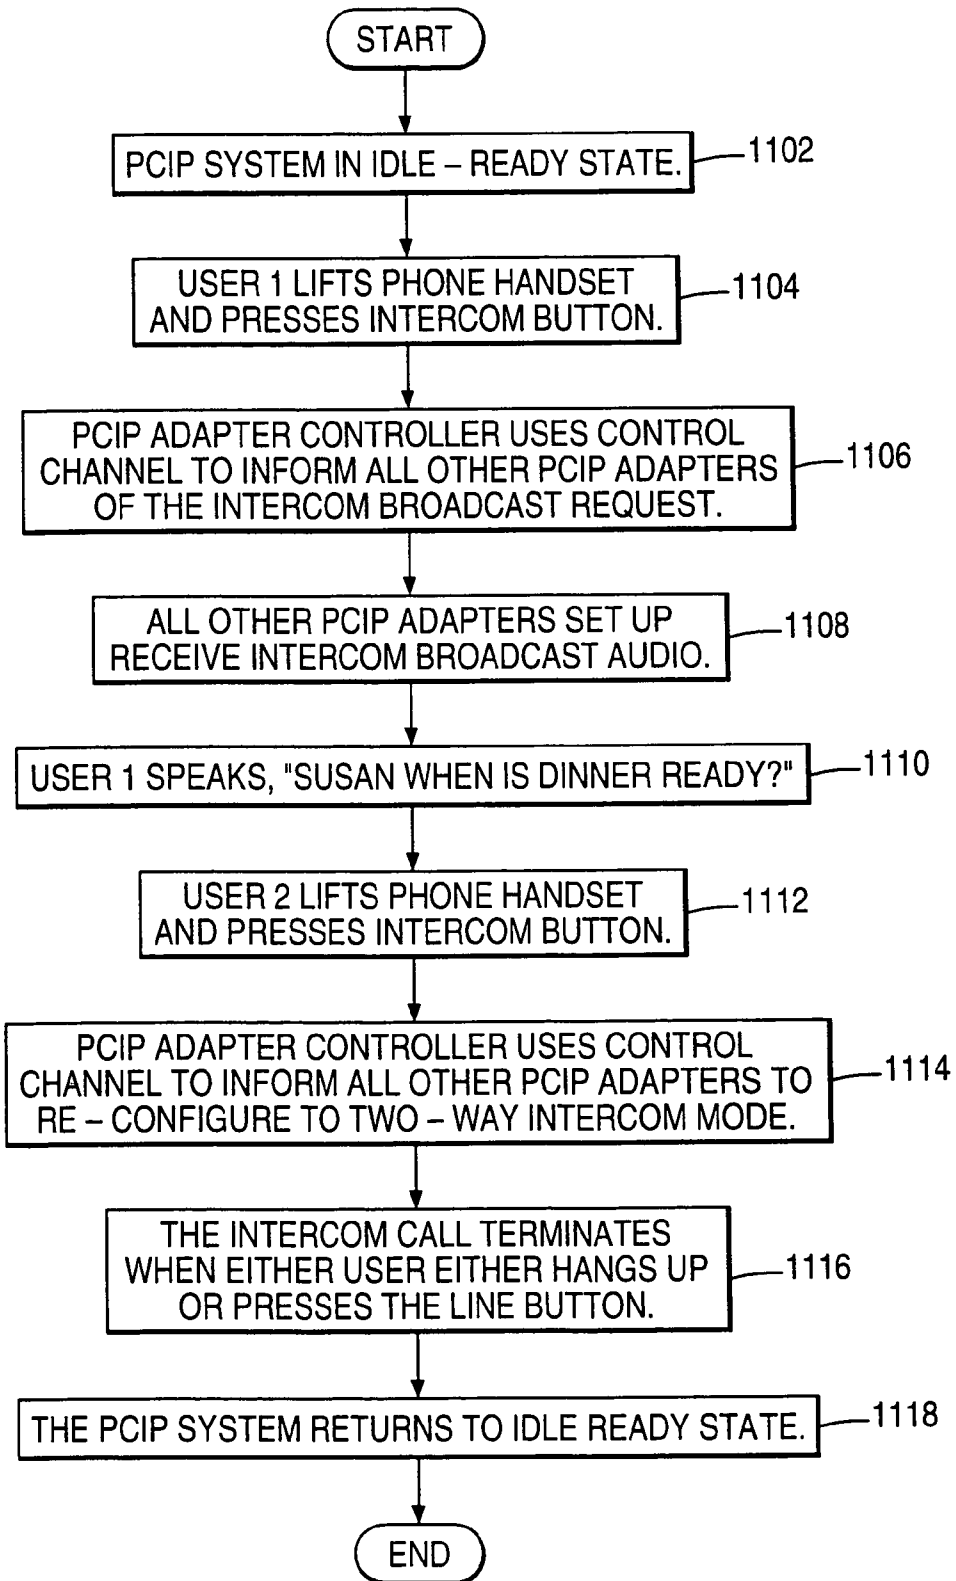 START
PCIP SYSTEM IN IDLE – READY STATE.
1102
USER 1 LIFTS PHONE HANDSET
AND PRESSES INTERCOM BUTTON.
1104
PCIP ADAPTER CONTROLLER USES CONTROL
CHANNEL TO INFORM ALL OTHER PCIP ADAPTERS
OF THE INTERCOM BROADCAST REQUEST.
1106
ALL OTHER PCIP ADAPTERS SET UP
RECEIVE INTERCOM BROADCAST AUDIO.
1108
USER 1 SPEAKS, "SUSAN WHEN IS DINNER READY?"
1110
USER 2 LIFTS PHONE HANDSET
AND PRESSES INTERCOM BUTTON.
1112
PCIP ADAPTER CONTROLLER USES CONTROL
CHANNEL TO INFORM ALL OTHER PCIP ADAPTERS TO
RE – CONFIGURE TO TWO – WAY INTERCOM MODE.
1114
THE INTERCOM CALL TERMINATES
WHEN EITHER USER EITHER HANGS UP
OR PRESSES THE LINE BUTTON.
1116
THE PCIP SYSTEM RETURNS TO IDLE READY STATE.
1118
END